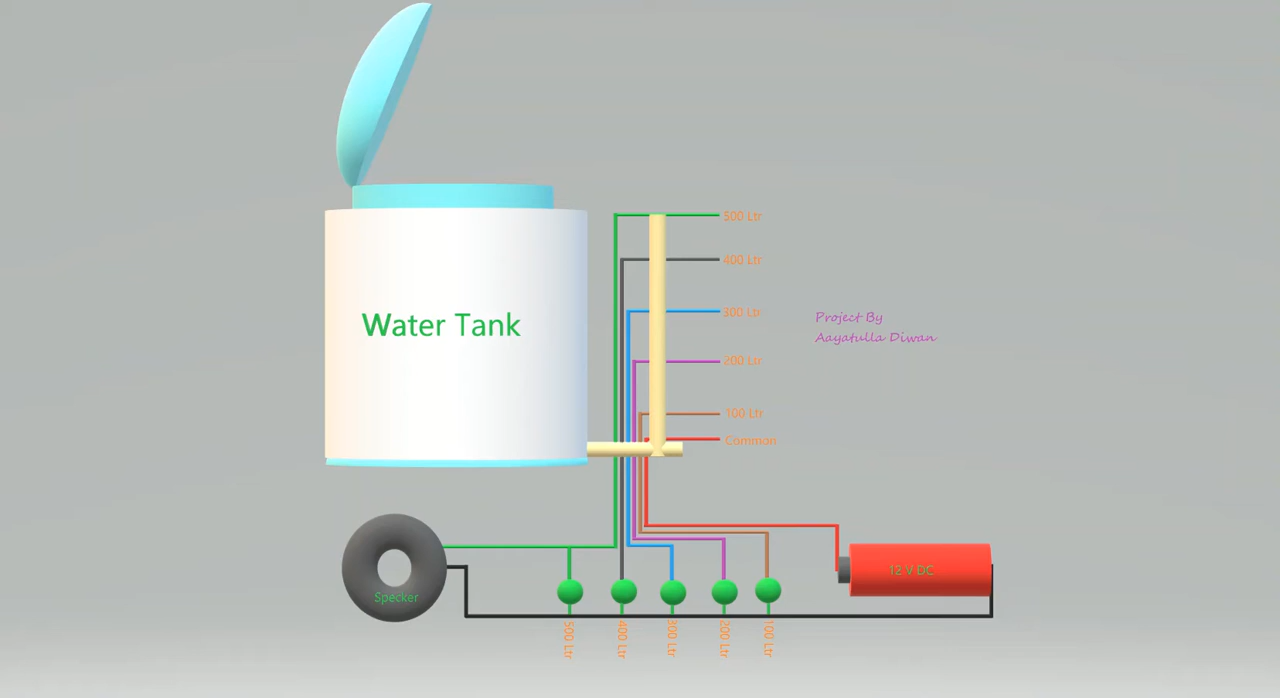 500 Ltr
400 Ltr
Water Tank
300 Ltr
Project By
Aayatulla Diwan
200 Ltr
100 Ltr
Common
12 V DC
Specker
500 Ltr
400 Ltr
300 Ltr
200 Ltr
100 Ltr